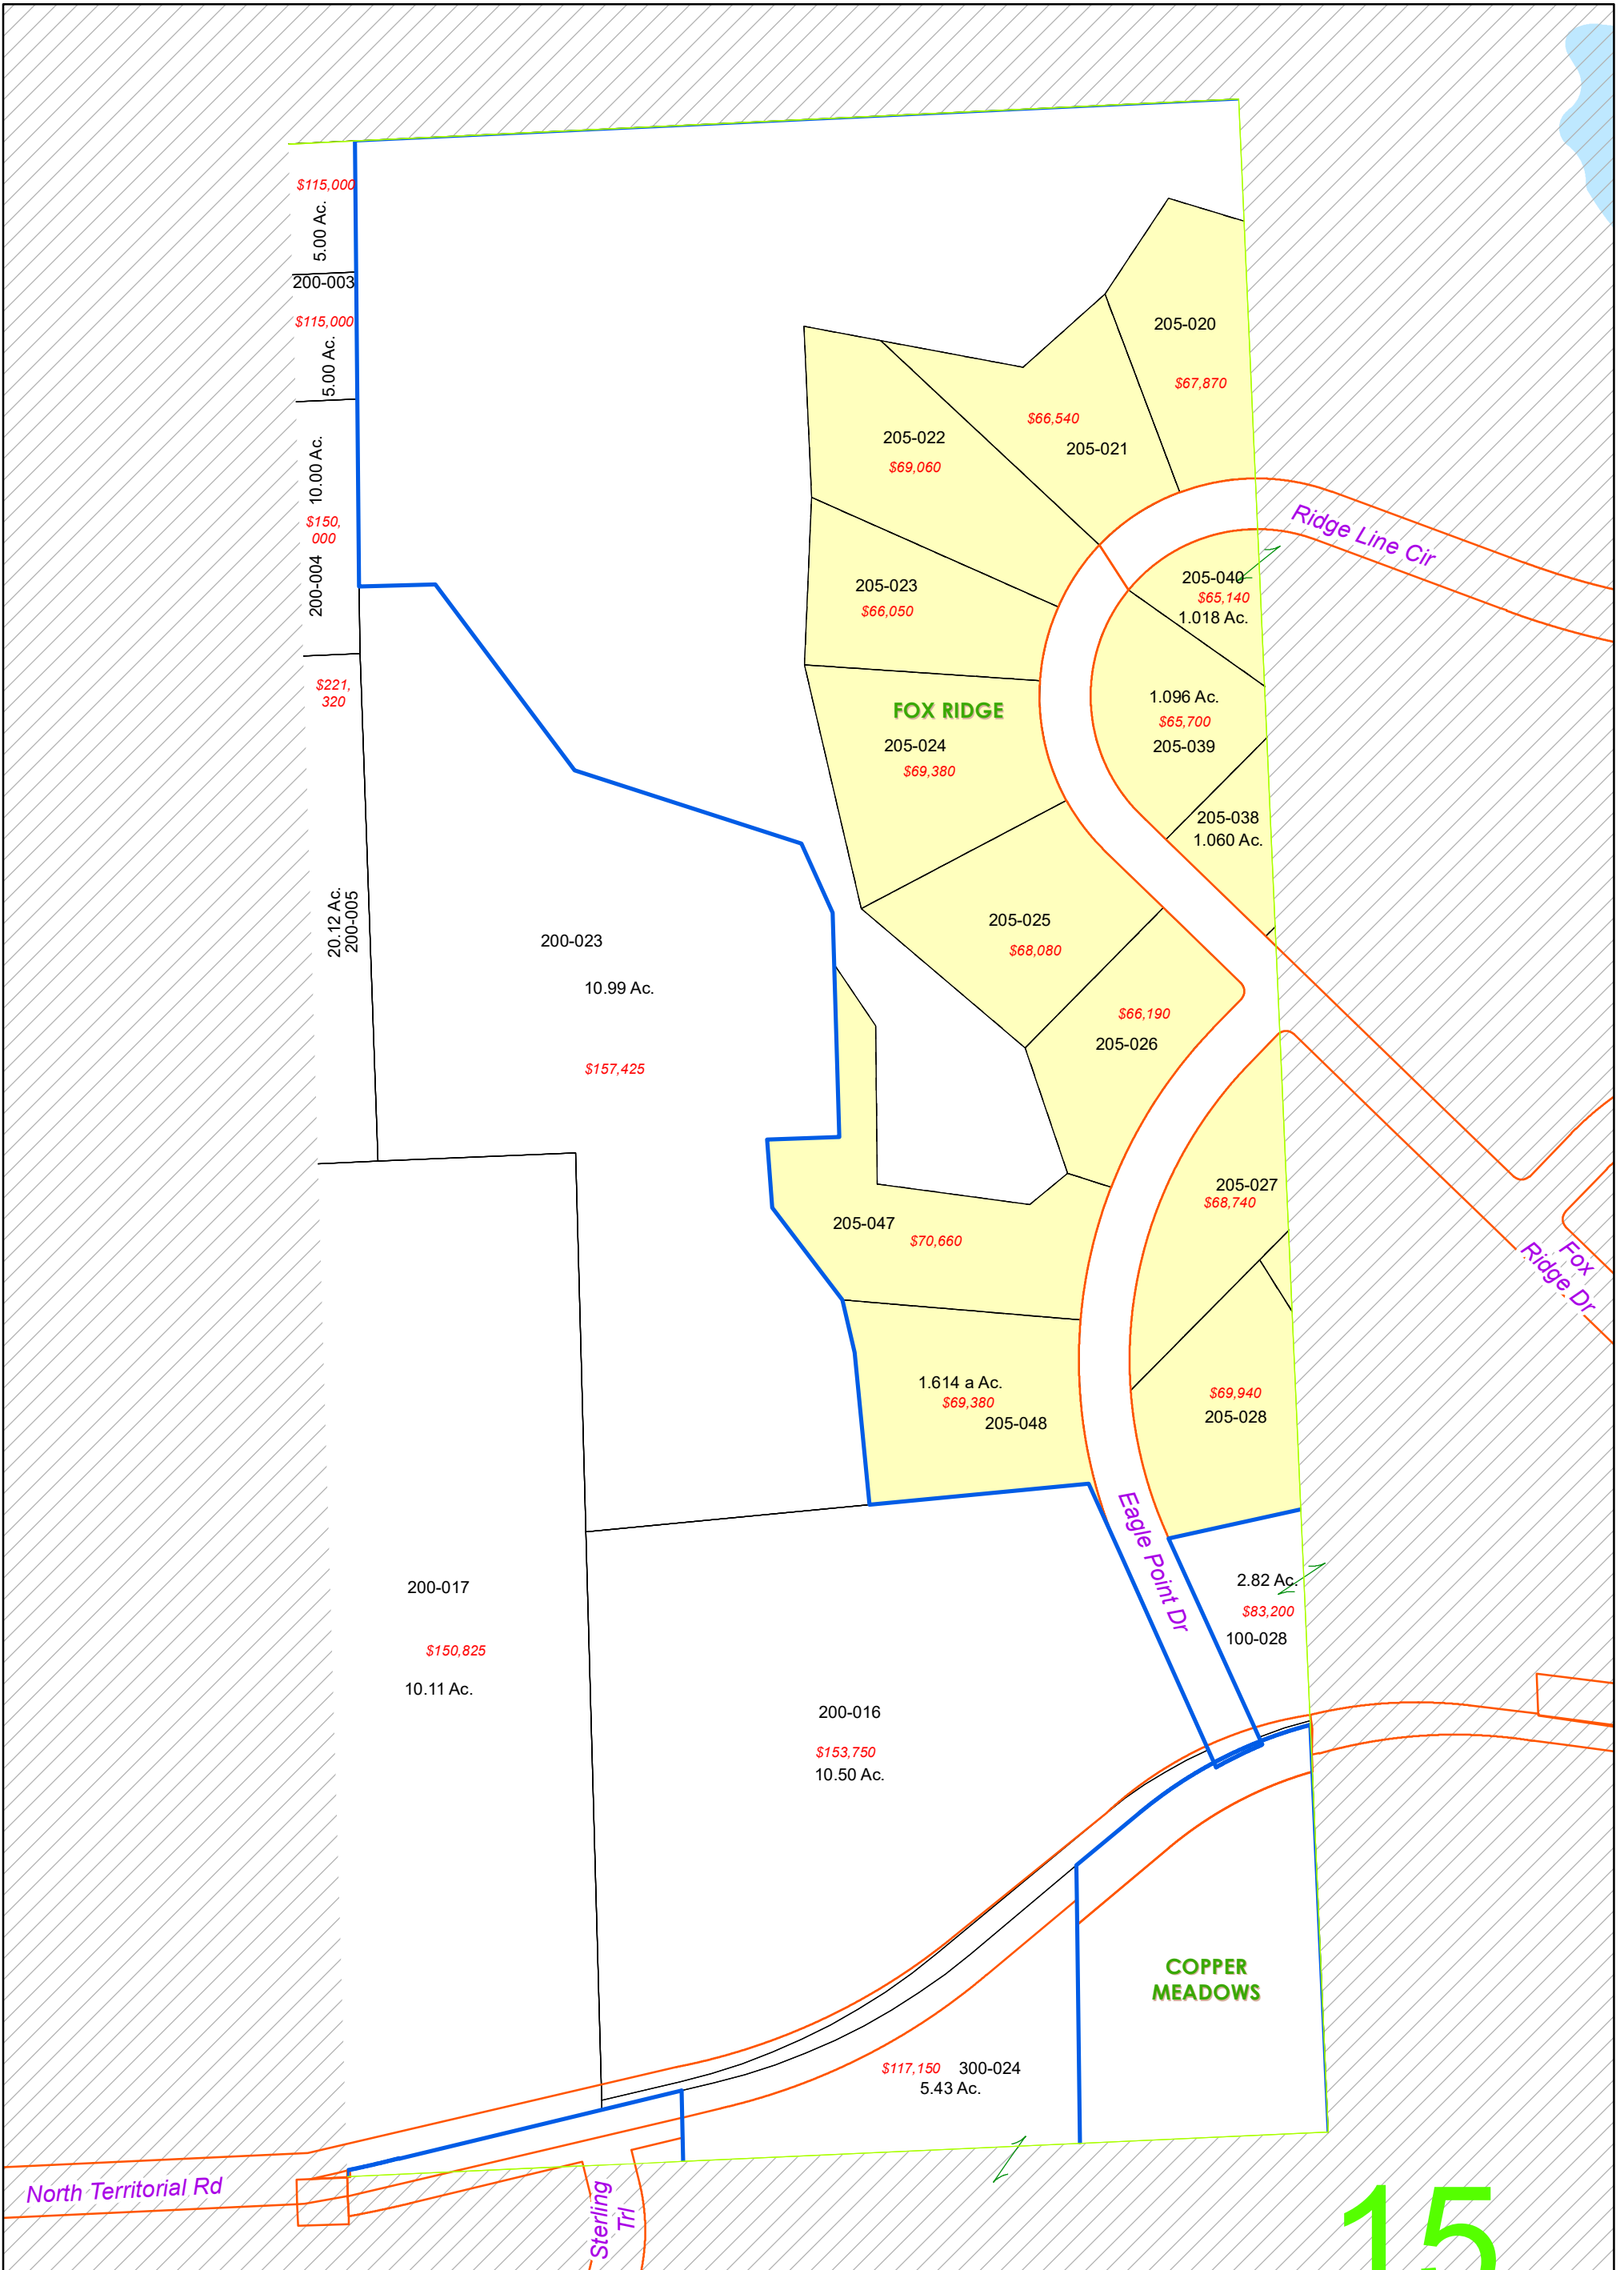 $115,000
5.00 Ac.
200-003
$115,000
5.00 Ac.
10.00 Ac.
$150,
000
200-004
$221,
320
20.12 Ac.
200-005
200-023
10.99 Ac.
$157,425
205-020
$67,870
$66,540
205-021
205-022
$69,060
205-023
$66,050
FOX RIDGE
205-024
$69,380
Ridge Line Cir
205-040
$65,140
1.018 Ac.
1.096 Ac.
$65,700
205-039
205-038
1.060 Ac.
205-025
$68,080
$66,190
205-026
205-027
$68,740
Fox
Ridge Dr
205-047
$70,660
1.614 a Ac.
$69,380
205-048
$69,940
205-028
Eagle Point Dr
2.82 Ac.
$83,200
100-028
200-017
$150,825
10.11 Ac.
200-016
$153,750
10.50 Ac.
COPPER
MEADOWS
$117,150 300-024
5.43 Ac.
North Territorial Rd
Sterling
Trl
15